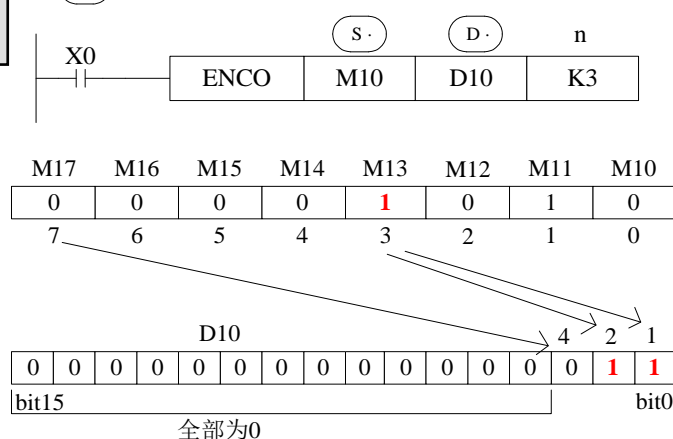 S· D· n
X0
ENCO M10 D10 K3
M17 M16 M15 M14 M13 M12 M11 M10
0 0 0 0 1 0 1 0
7 6 5 4 3 2 1 0
D10 4 2 1
0 0 0 0 0 0 0 0 0 0 0 0 0 0 1 1
bit15 bit0
全部为0